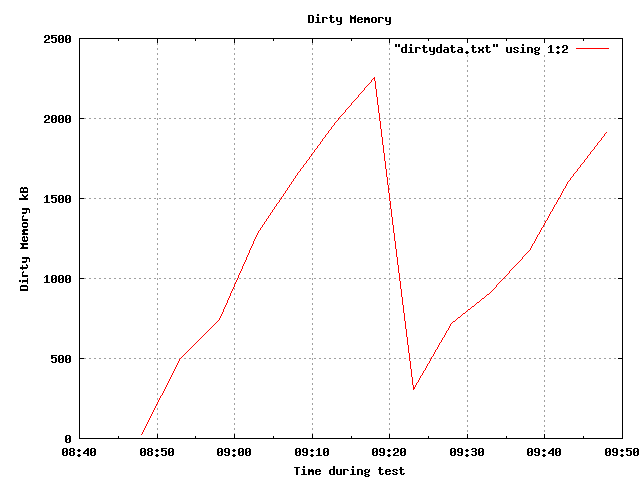 Dirty Memory
"dirtydata.txt" using 1:2
2500
2000
1500
1000
500
0
Dirty Memory kB
08:40 08:50 09:00 09:10 09:20 09:30 09:40 09:50
Time during test